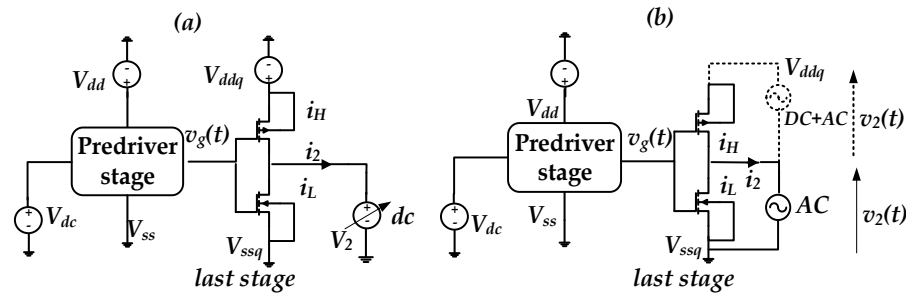 (a)
V_dd
V_ddq
i_H
v_g(t)
Predriver
stage
i_2
i_L
V_dc
V_ss
V_2
dc
V_ssq
last stage
(b)
V_ddq
V_dd
DC+AC
v_2(t)
i_H
v_g(t)
Predriver
stage
i_2
i_L
V_dc
V_ss
AC
v_2(t)
V_ssq
last stage